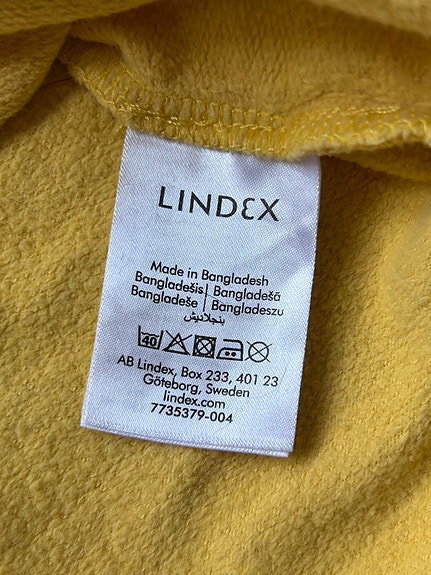 LINDEX
Made in Bangladesh
Bangladešis| Bangladešā
Bangladeše | Bangladeszu
بنجلاديش
40
AB Lindex, Box 233, 401 23
Göteborg, Sweden
lindex.com
7735379-004